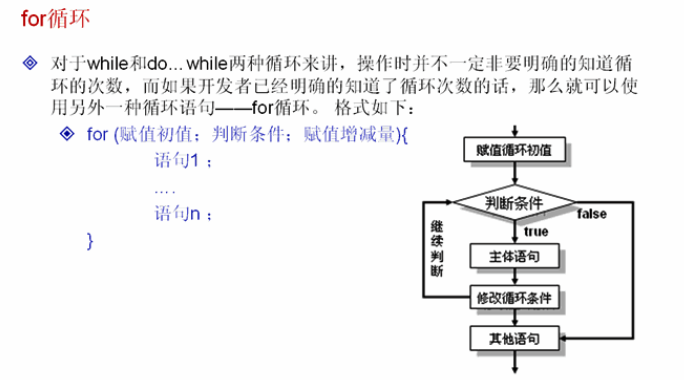 for循环
对于while和do…while两种循环来讲，操作时并不一定非要明确的知道循
环的次数，而如果开发者已经明确的知道了循环次数的话，那么就可以使
用另外一种循环语句——for循环。 格式如下：
for (赋值初值；判断条件；赋值增减量){
语句1 ；
….
语句n ；
}
赋值循环初值
判断条件
false
true
继续判断
主体语句
修改循环条件
其他语句